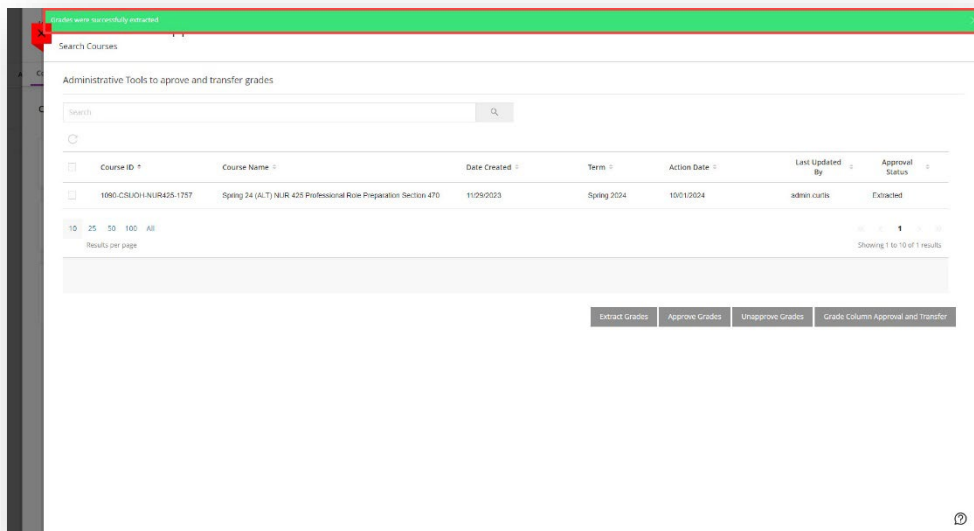 Grades were successfully extracted
Search Courses
Administrative Tools to aprove and transfer grades
Search
Course ID Course Name Date Created Term Action Date Last Updated By Approval Status
1090-CSUOH-NUR425-1757 Spring 24 (ALT) NUR 425 Professional Role Preparation Section 470 11/29/2023 Spring 2024 10/01/2024 admin.curtis Extracted
10 25 50 100 All 1
Results per page Showing 1 to 10 of 1 results
Extract Grades Approve Grades Unapprove Grades Grade Column Approval and Transfer